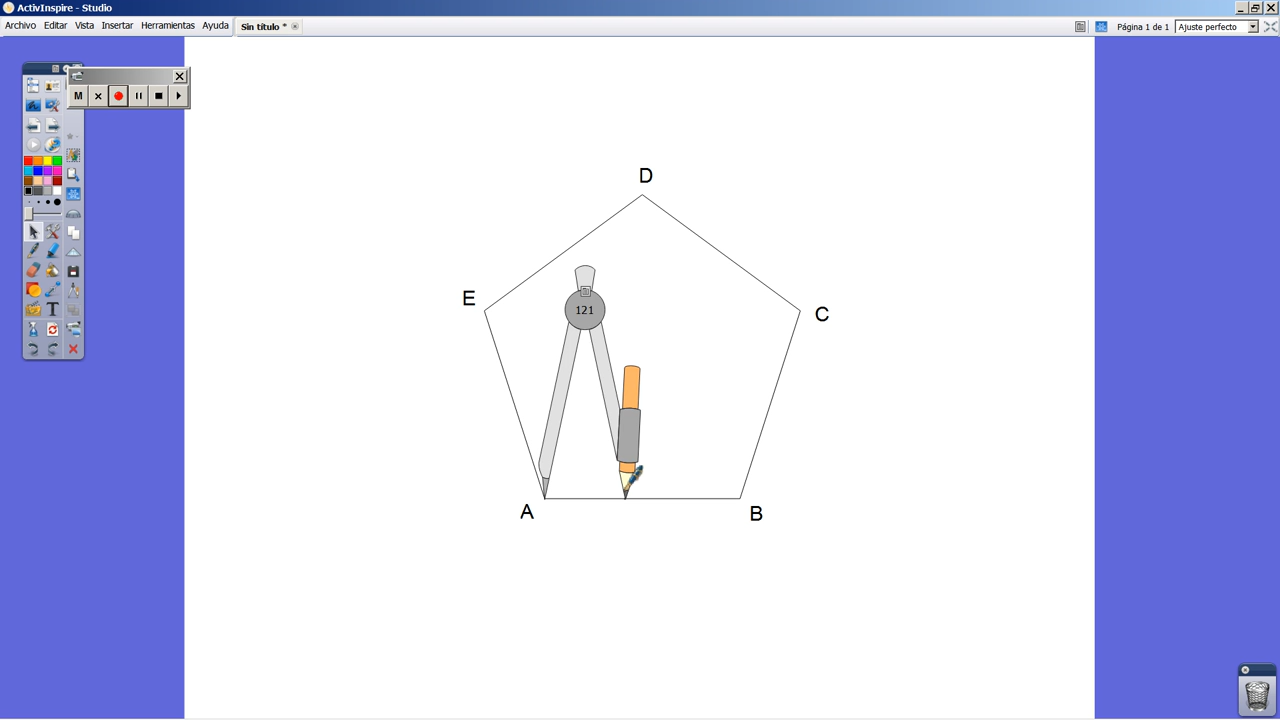 ActivInspire - Studio
Archivo Editar Vista Insertar Herramientas Ayuda Sin título * Página 1 de 1 Ajuste perfecto
M
D
E
121
C
A
B
T